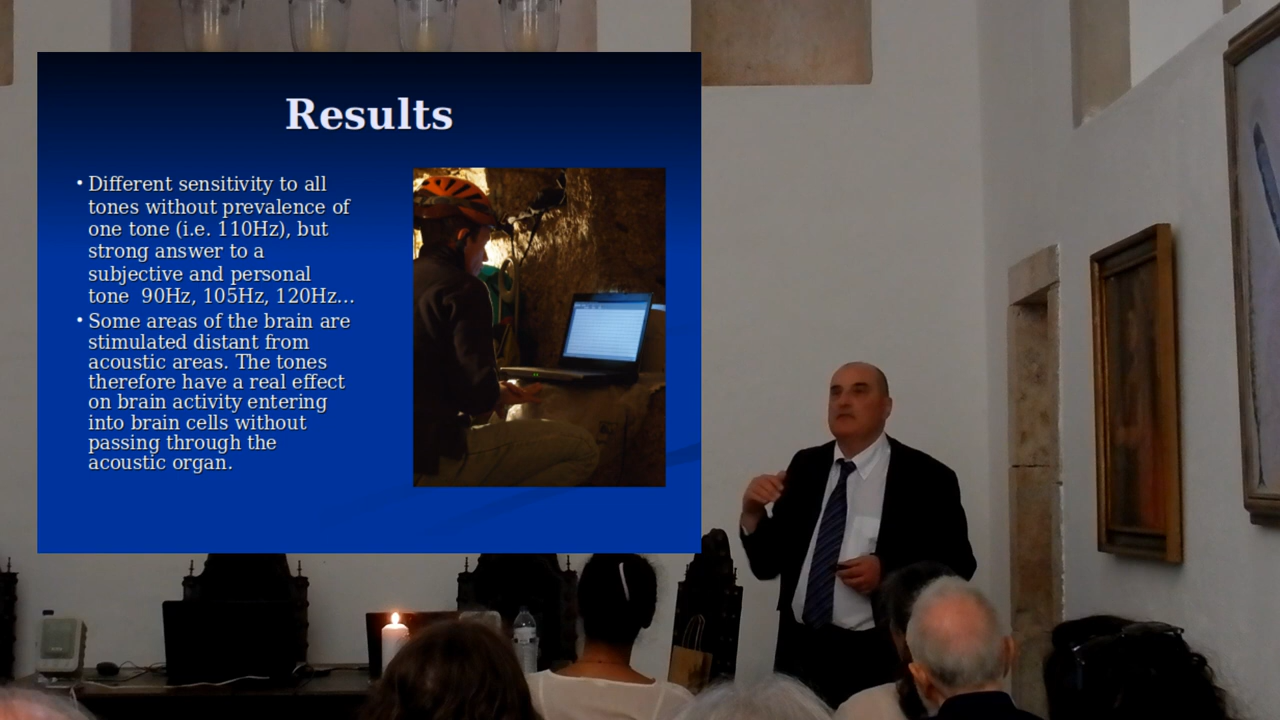 Results
• Different sensitivity to all
tones without prevalence of
one tone (i.e. 110Hz), but
strong answer to a
subjective and personal
tone  90Hz, 105Hz, 120Hz...
• Some areas of the brain are
stimulated distant from
acoustic areas. The tones
therefore have a real effect
on brain activity entering
into brain cells without
passing through the
acoustic organ.